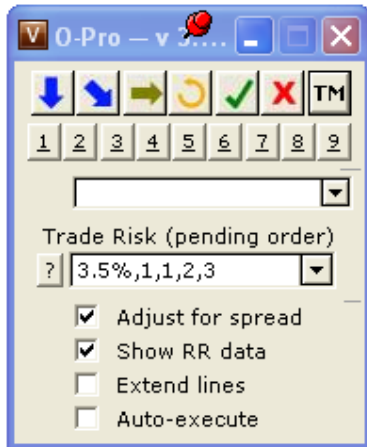 V O-Pro – v 3....
TM
1 2 3 4 5 6 7 8 9
Trade Risk (pending order)
? 3.5%,1,1,2,3
Adjust for spread
Show RR data
Extend lines
Auto-execute